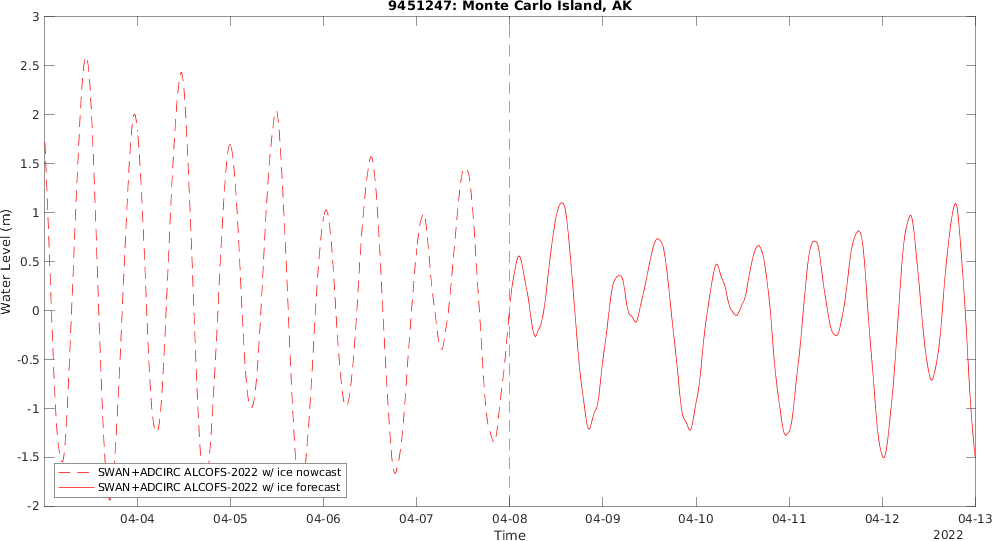 9451247: Monte Carlo Island, AK
Water Level (m)
3
2.5
2
1.5
1
0.5
0
-0.5
-1
-1.5
-2
SWAN+ADCIRC ALCOFS-2022 w/ ice nowcast
SWAN+ADCIRC ALCOFS-2022 w/ ice forecast
04-04 04-05 04-06 04-07 04-08 04-09 04-10 04-11 04-12 04-13
Time
2022